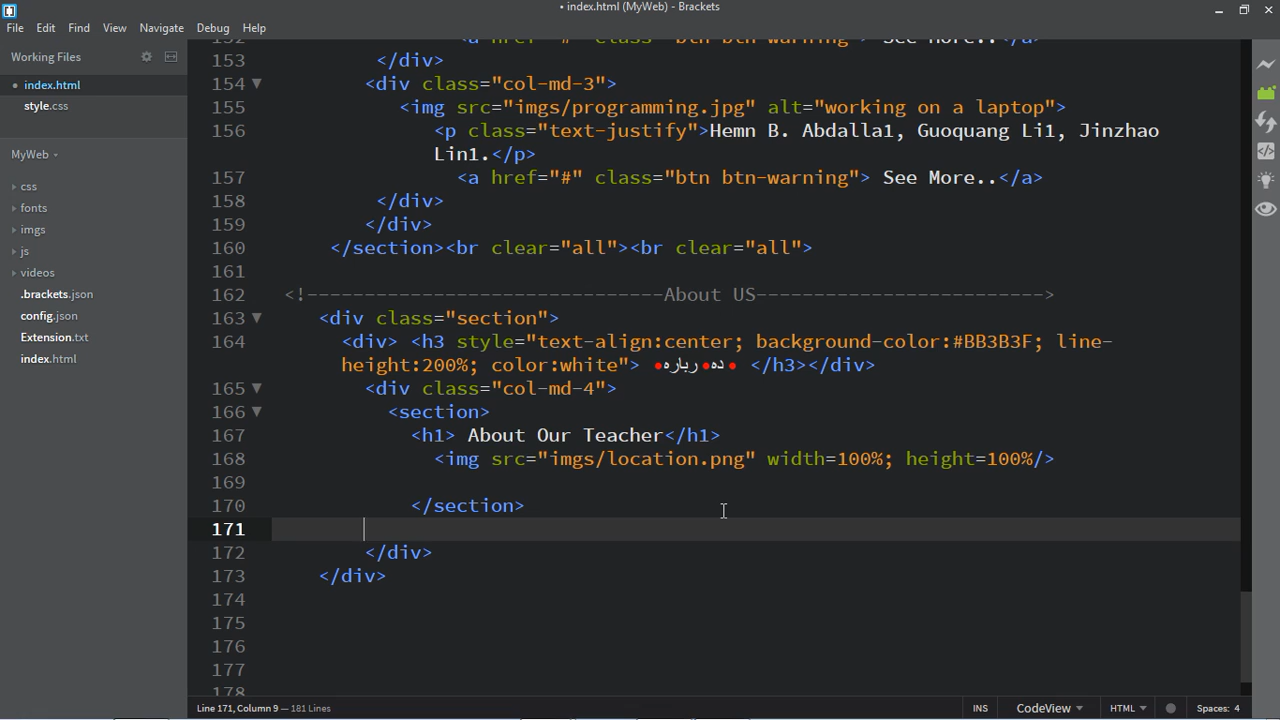 • index.html (MyWeb) - Brackets
File Edit Find View Navigate Debug Help
Working Files
index.html
style.css
MyWeb
css
fonts
imgs
js
videos
.brackets.json
config.json
Extension.txt
index.html
153 </div>
154 <div class="col-md-3">
155 <img src="imgs/programming.jpg" alt="working on a laptop">
156 <p class="text-justify">Hemn B. Abdalla1, Guoquang Li1, Jinzhao
Lin1.</p>
157 <a href="#" class="btn btn-warning"> See More..</a>
158 </div>
159 </div>
160 </section><br clear="all"><br clear="all">
161
162 <!-------------------------------About US------------------------->
163 <div class="section">
164 <div> <h3 style="text-align:center; background-color:#BB3B3F; line-
height:200%; color:white"> •ده•رباره• </h3></div>
165 <div class="col-md-4">
166 <section>
167 <h1> About Our Teacher</h1>
168 <img src="imgs/location.png" width=100%; height=100%/>
169
170 </section>
171
172 </div>
173 </div>
174
175
176
177
178
Line 171, Column 9 — 181 Lines
INS CodeView HTML Spaces: 4